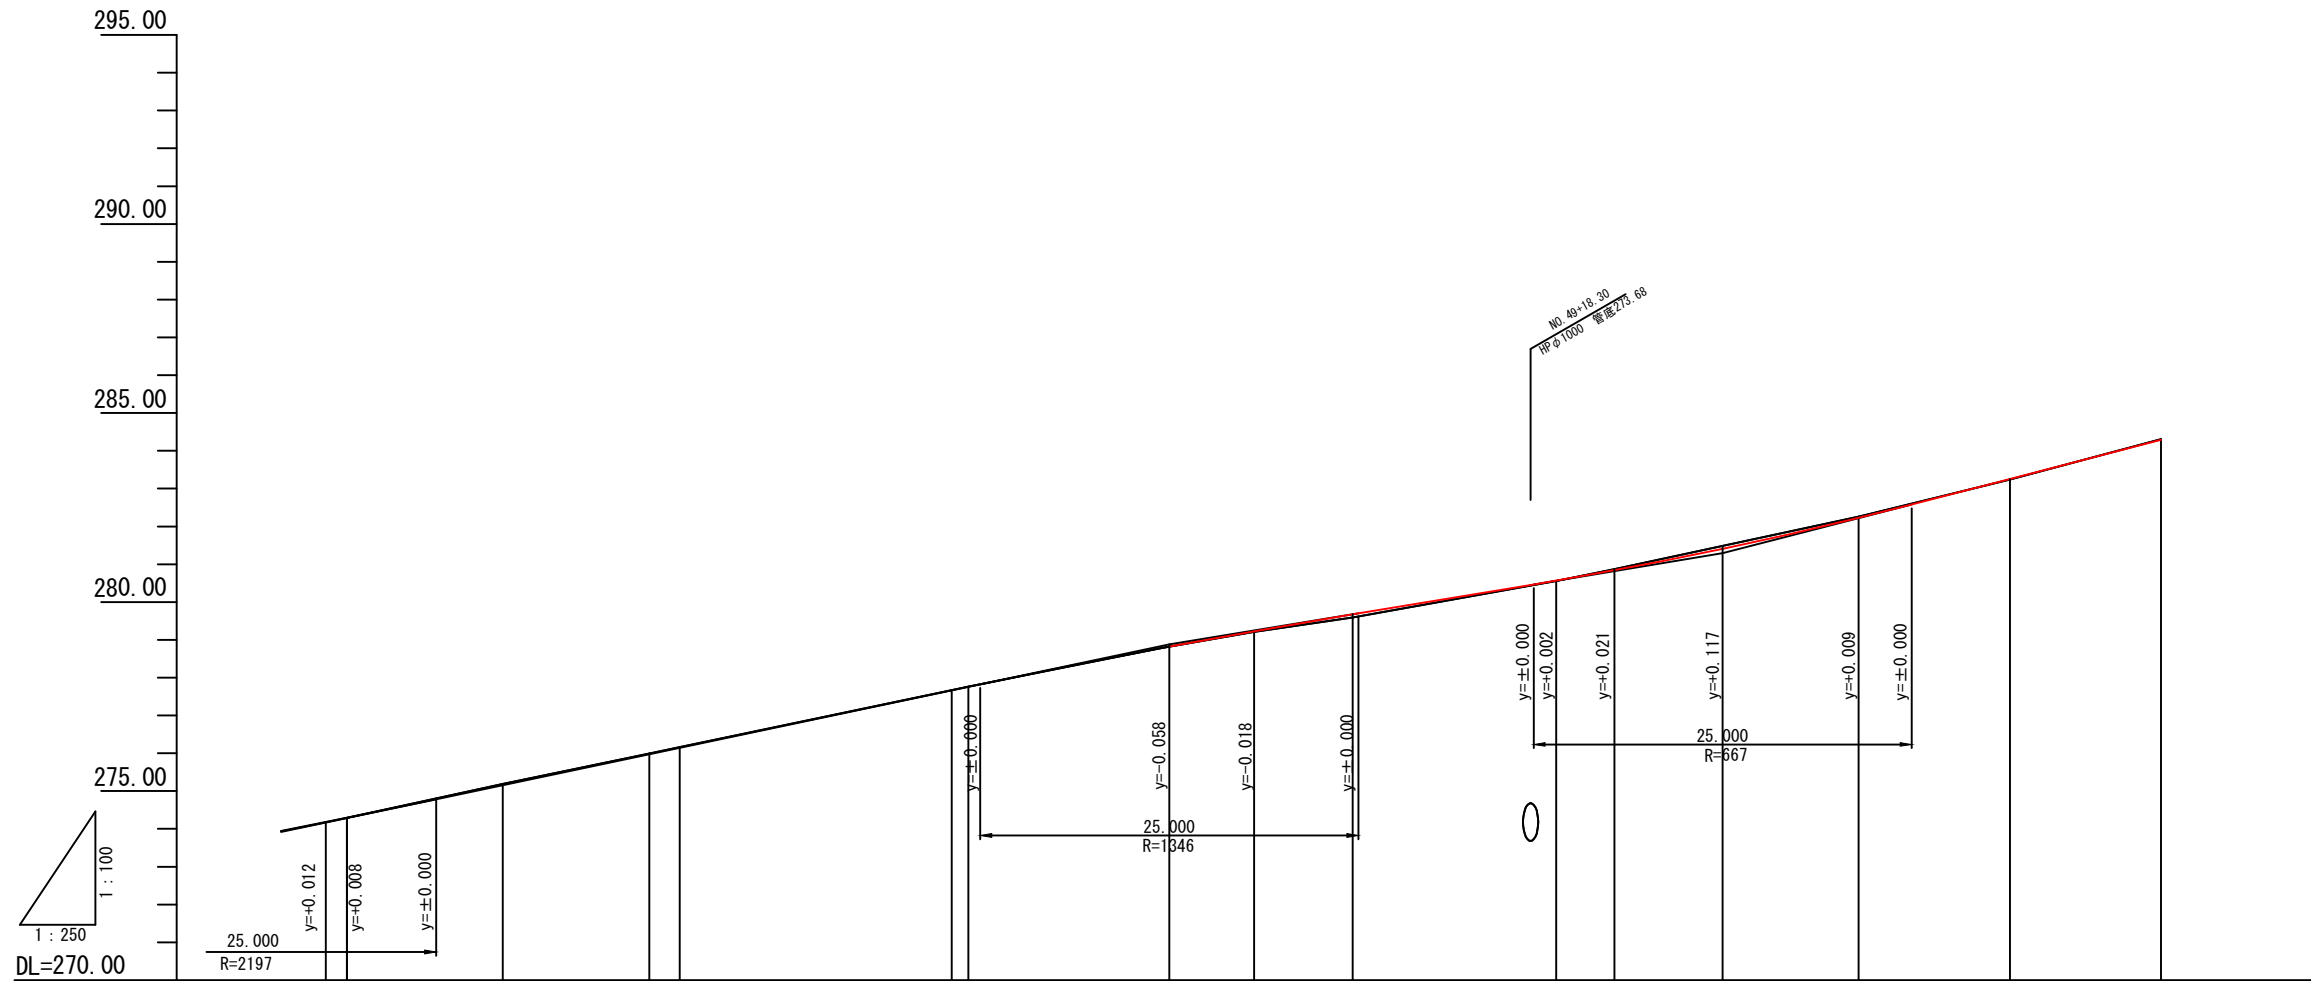 295.00
290.00
285.00
280.00
275.00
DL=270.00
1 : 100
1 : 250
NO.49+18.30
HPφ1000 管底273.68
y=+0.012
y=+0.008
y=±0.000
25.000
R=2197
y=±0.000
y=-0.058
y=-0.018
y=±0.000
25.000
R=1346
y=±0.000
y=+0.002
y=+0.021
y=+0.117
y=+0.009
y=±0.000
25.000
R=667